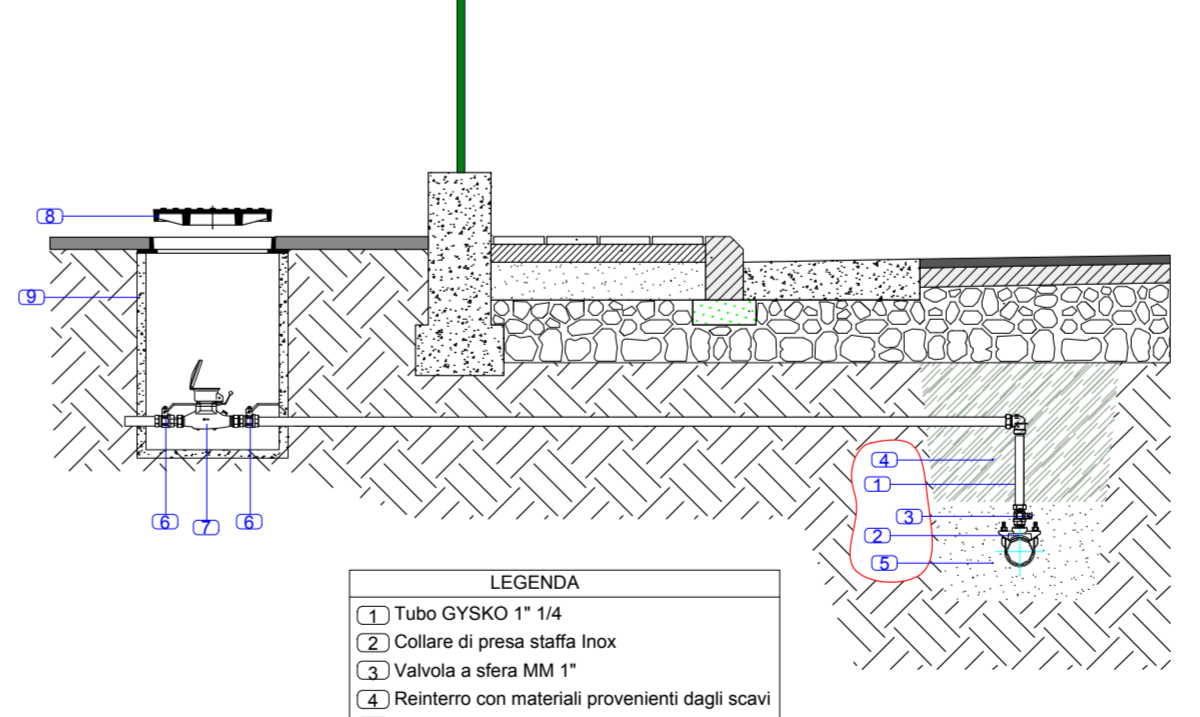 8
9
4
1
3
2
5
6
7
6
LEGENDA
1 Tubo GYSKO 1" 1/4
2 Collare di presa staffa Inox
3 Valvola a sfera MM 1"
4 Reinterro con materiali provenienti dagli scavi